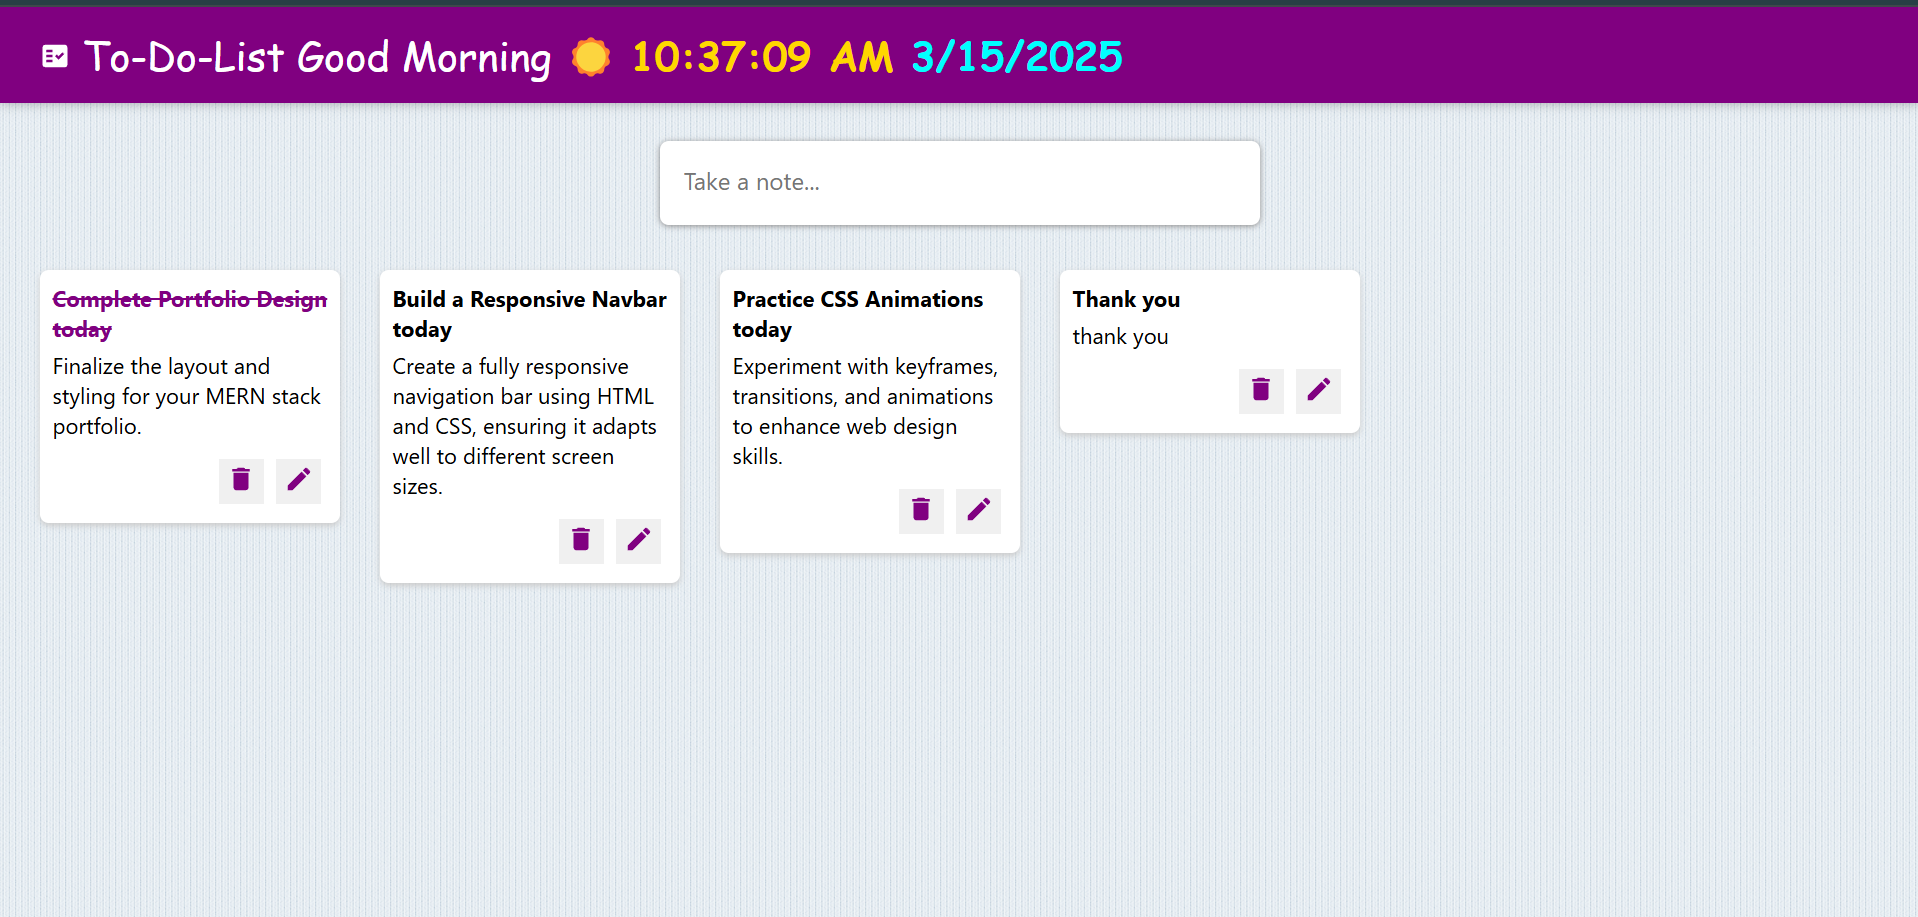 To-Do-List Good Morning 10:37:09 AM 3/15/2025
Take a note...
Complete Portfolio Design
today
Finalize the layout and
styling for your MERN stack
portfolio.
Build a Responsive Navbar
today
Create a fully responsive
navigation bar using HTML
and CSS, ensuring it adapts
well to different screen
sizes.
Practice CSS Animations
today
Experiment with keyframes,
transitions, and animations
to enhance web design
skills.
Thank you
thank you